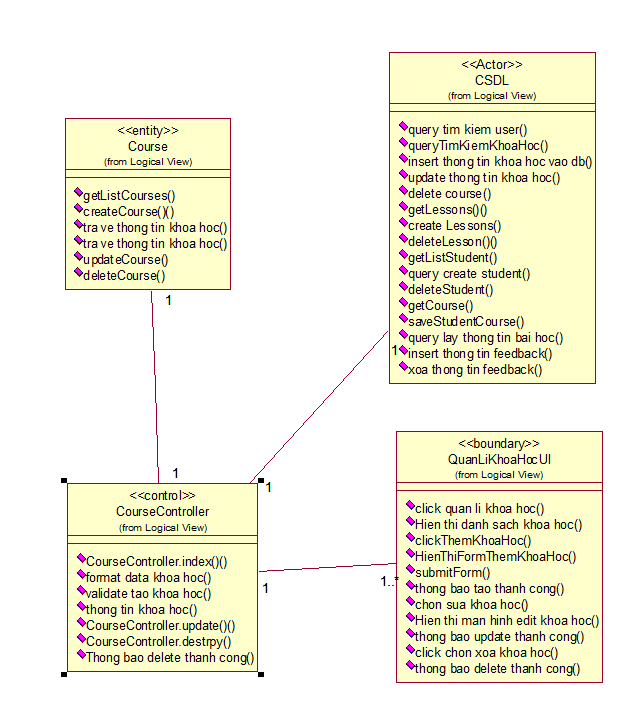 <<entity>>
Course
(from Logical View)
getListCourses()
createCourse()()
tra ve thong tin khoa hoc()
tra ve thong tin khoa hoc()
updateCourse()
deleteCourse()
1
<<Actor>>
CSDL
(from Logical View)
query tim kiem user()
queryTimKiemKhoaHoc()
insert thong tin khoa hoc vao db()
update thong tin khoa hoc()
delete course()
getLessons()()
create Lessons()
deleteLesson()()
getListStudent()
query create student()
deleteStudent()
getCourse()
saveStudentCourse()
query lay thong tin bai hoc()
1
insert thong tin feedback()
xoa thong tin feedback()
1
1
<<control>>
CourseController
(from Logical View)
CourseController.index()()
format data khoa hoc()
validate tao khoa hoc()
thong tin khoa hoc()
CourseController.update()()
CourseController.destrpy()
Thong bao delete thanh cong()
1
1..*
<<boundary>>
QuanLiKhoaHocUI
(from Logical View)
click quan li khoa hoc()
Hien thi danh sach khoa hoc()
clickThemKhoaHoc()
HienThiFormThemKhoaHoc()
submitForm()
thong bao tao thanh cong()
chon sua khoa hoc()
Hien thi man hinh edit khoa hoc()
thong bao update thanh cong()
click chon xoa khoa hoc()
thong bao delete thanh cong()